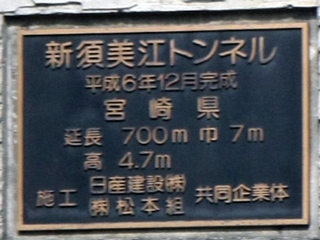 新須美江トンネル
平成6年12月完成
宮崎県
延長 700m 巾 7m
高 4.7m
施工 日産建設㈱ ㈱松本組 共同企業体